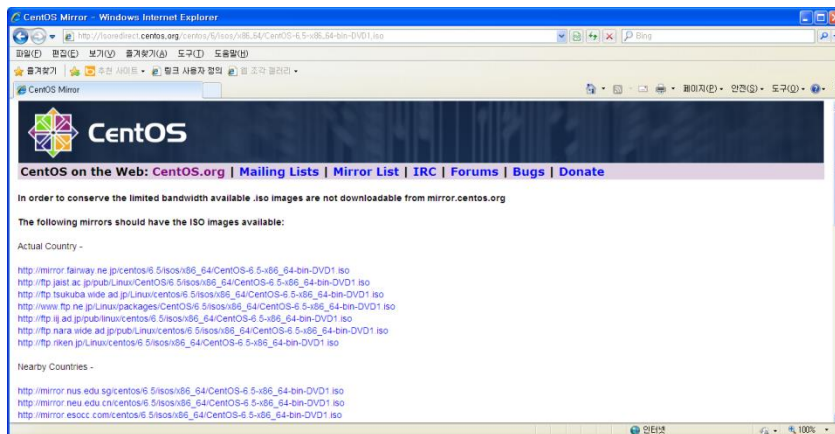 CentOS Mirror - Windows Internet Explorer
http://isoredirect.centos.org/centos/6/isos/x86_64/CentOS-6.5-x86_64-bin-DVD1.iso
Bing
파일(F) 편집(E) 보기(V) 즐겨찾기(A) 도구(T) 도움말(H)
즐겨찾기 추천 사이트 링크 사용자 정의 웹 조각 갤러리
CentOS Mirror 페이지(P) 안전(S) 도구(O)
CentOS
CentOS on the Web: CentOS.org | Mailing Lists | Mirror List | IRC | Forums | Bugs | Donate
In order to conserve the limited bandwidth available .iso images are not downloadable from mirror.centos.org
The following mirrors should have the ISO images available:
Actual Country -
http://mirror.fairway.ne.jp/centos/6.5/isos/x86_64/CentOS-6.5-x86_64-bin-DVD1.iso
http://ftp.jaist.ac.jp/pub/Linux/CentOS/6.5/isos/x86_64/CentOS-6.5-x86_64-bin-DVD1.iso
http://ftp.tsukuba.wide.ad.jp/Linux/centos/6.5/isos/x86_64/CentOS-6.5-x86_64-bin-DVD1.iso
http://www.ftp.ne.jp/Linux/packages/CentOS/6.5/isos/x86_64/CentOS-6.5-x86_64-bin-DVD1.iso
http://ftp.iij.ad.jp/pub/linux/centos/6.5/isos/x86_64/CentOS-6.5-x86_64-bin-DVD1.iso
http://ftp.nara.wide.ad.jp/pub/Linux/centos/6.5/isos/x86_64/CentOS-6.5-x86_64-bin-DVD1.iso
http://ftp.riken.jp/Linux/centos/6.5/isos/x86_64/CentOS-6.5-x86_64-bin-DVD1.iso
Nearby Countries -
http://mirror.nus.edu.sg/centos/6.5/isos/x86_64/CentOS-6.5-x86_64-bin-DVD1.iso
http://mirror.neu.edu.cn/centos/6.5/isos/x86_64/CentOS-6.5-x86_64-bin-DVD1.iso
http://mirror.esocc.com/centos/6.5/isos/x86_64/CentOS-6.5-x86_64-bin-DVD1.iso
인터넷 100%